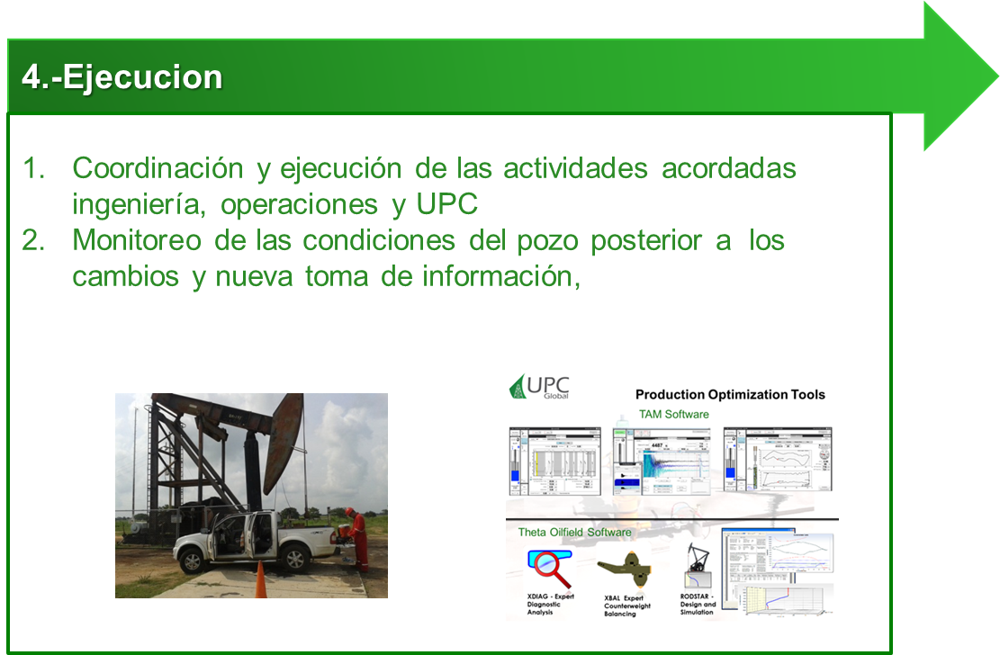 4.-Ejecucion
1. Coordinación y ejecución de las actividades acordadas
ingeniería, operaciones y UPC
2. Monitoreo de las condiciones del pozo posterior a los
cambios y nueva toma de información,
UPC
Global
Production Optimization Tools
TAM Software
4487
Theta Oilfield Software
XDIAG - Expert
Diagnostic
Analysis
XBAL Expert
Counterweight
Balancing
RODSTAR -
Design and
Simulation